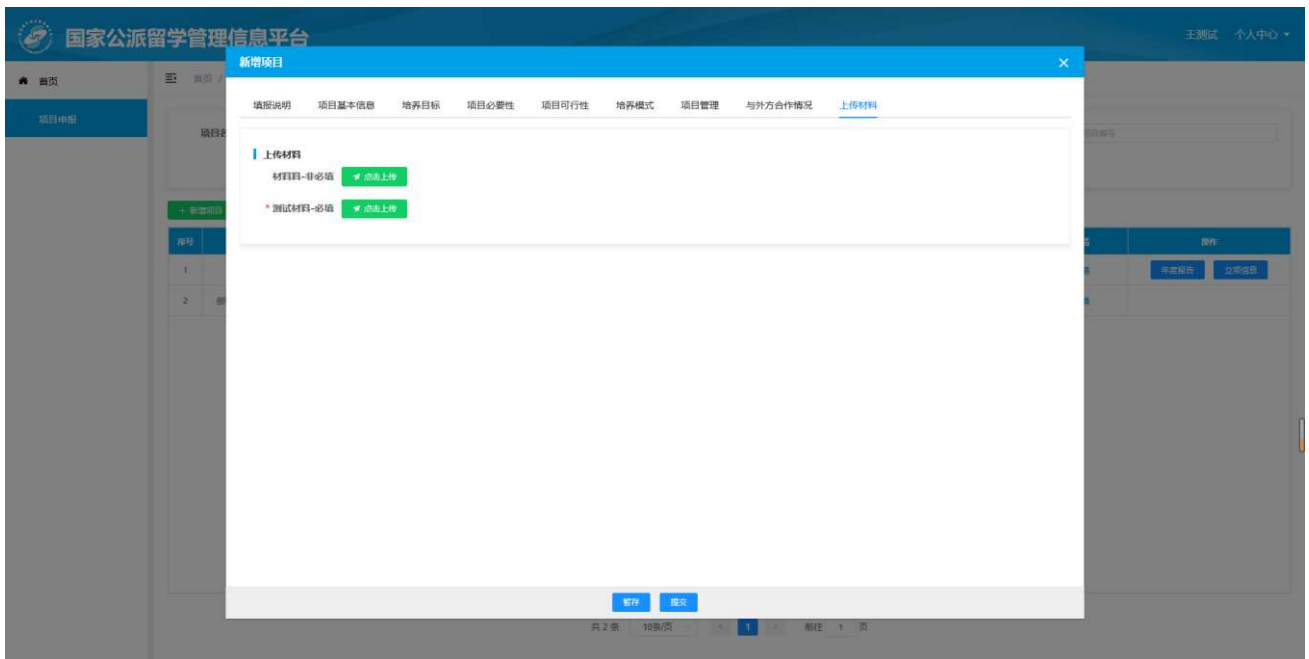 国家公派留学管理信息平台
王测试 个人中心
新增项目
首页
首页 /
填报说明 项目基本信息 培养目标 项目必要性 项目可行性 培养模式 项目管理 与外方合作情况 上传材料
项目申报
上传材料
材料料-非必填 点击上传
* 测试材料-必填 点击上传
+ 新增项目
序号 操作
1 年度报告 立项信息
2
暂存 提交
共 2 条 10条/页 < 1 > 前往 1 页